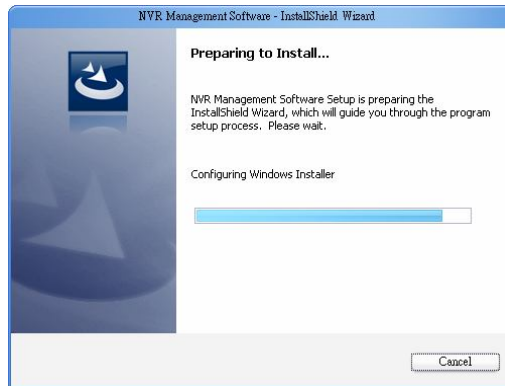 NVR Management Software - InstallShield Wizard
Preparing to Install...
NVR Management Software Setup is preparing the
InstallShield Wizard, which will guide you through the program
setup process. Please wait.
Configuring Windows Installer
Cancel